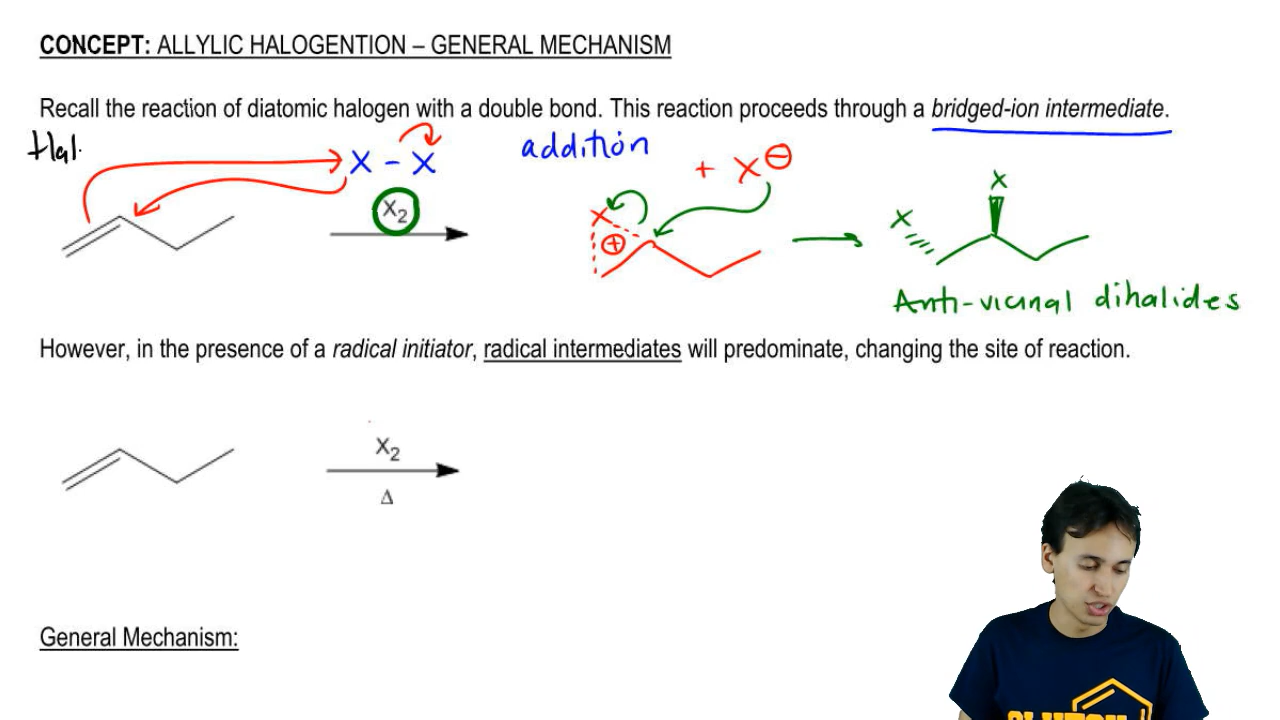 CONCEPT: ALLYLIC HALOGENTION – GENERAL MECHANISM
Recall the reaction of diatomic halogen with a double bond. This reaction proceeds through a bridged-ion intermediate.
Hal.
X – X
addition
+ X⊖
X₂
X
⊕
X
X
Anti-vicinal dihalides
However, in the presence of a radical initiator, radical intermediates will predominate, changing the site of reaction.
X₂
Δ
General Mechanism: